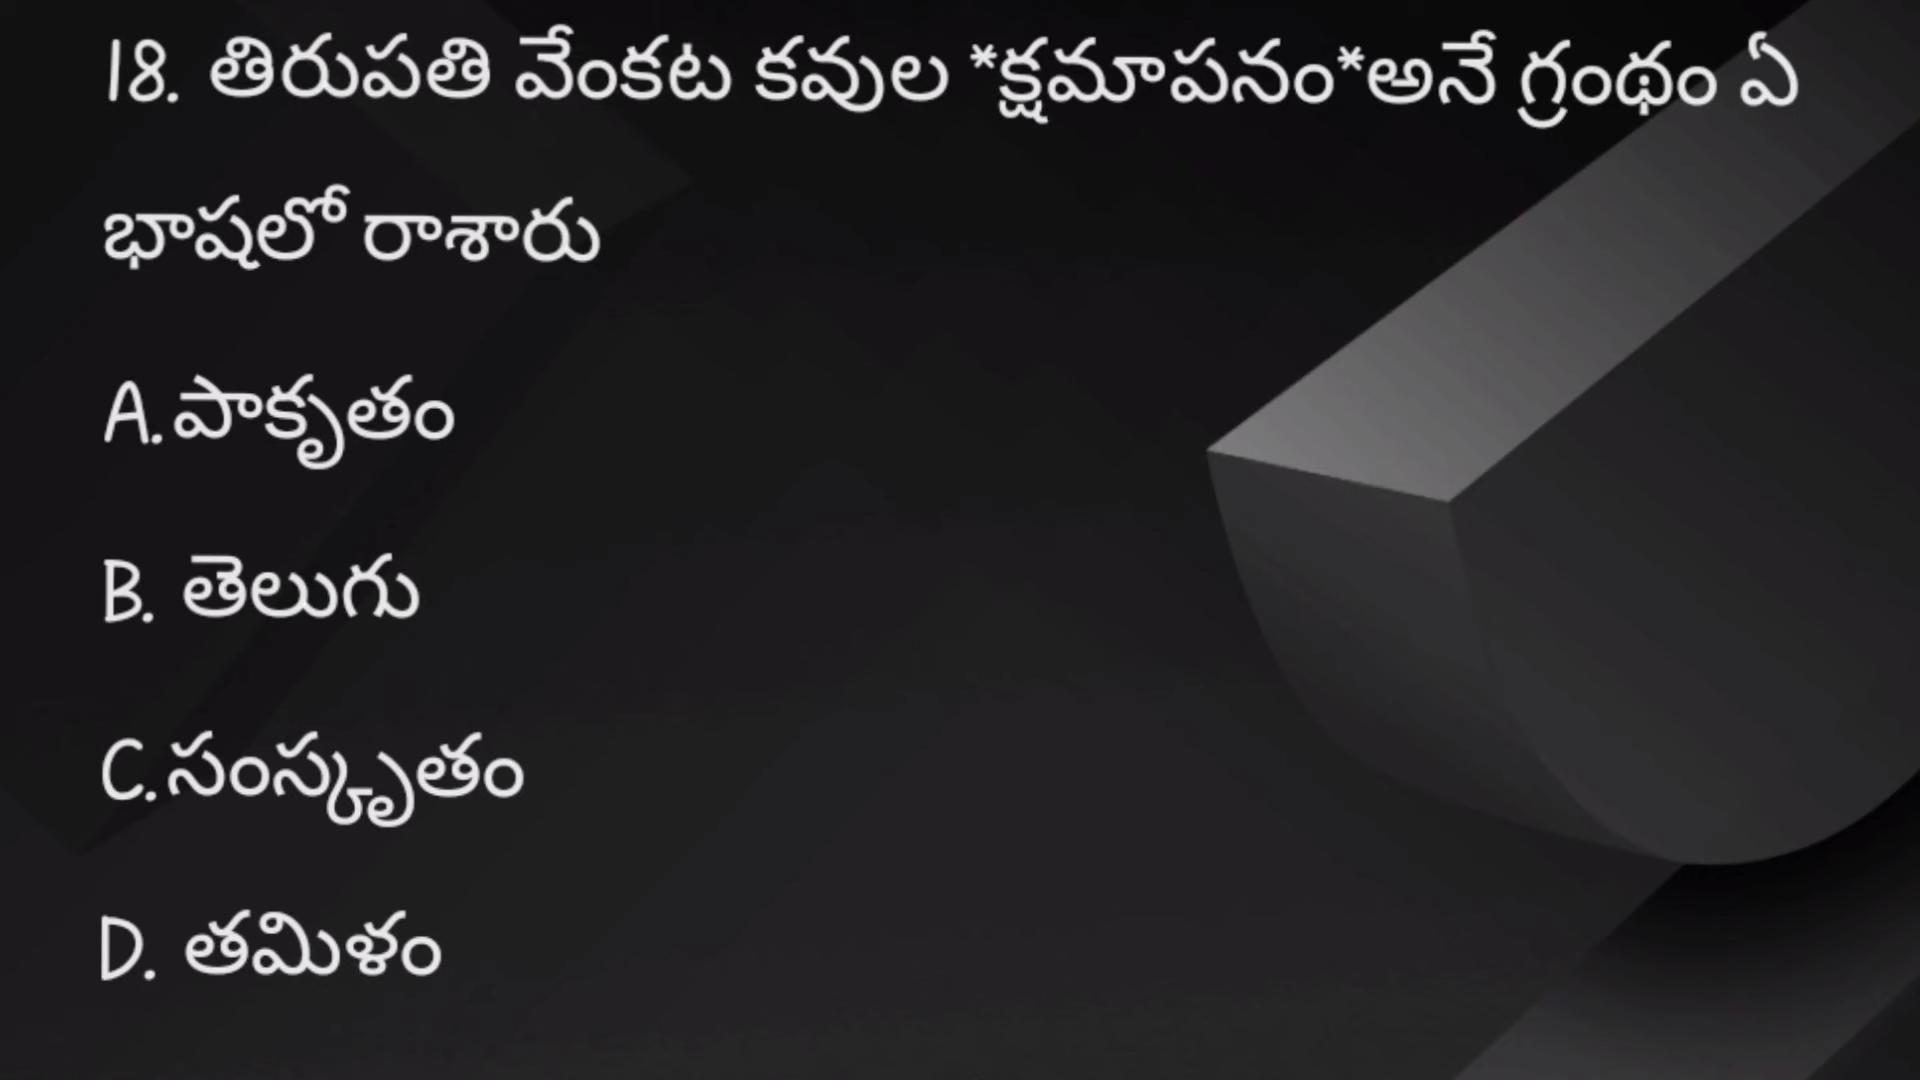 18. తిరుపతి వేంకట కవుల *క్షమాపనం*అనే గ్రంథం ఏ
భాషలో రాశారు
A.పాకృతం
B. తెలుగు
C.సంస్కృతం
D. తమిళం